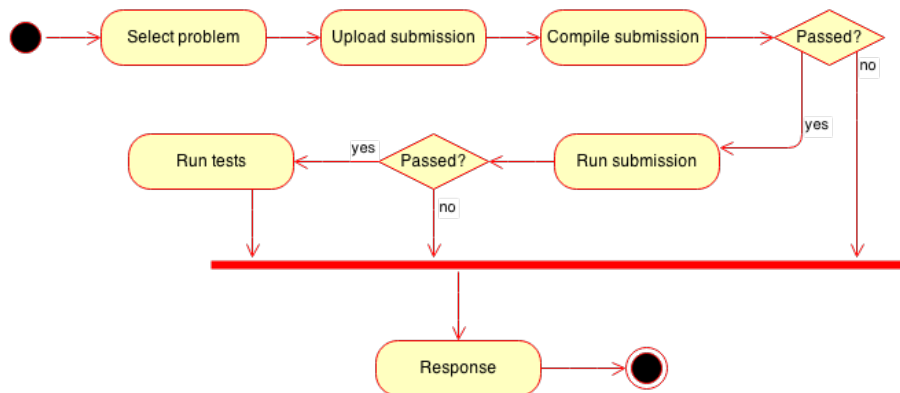 Select problem
Upload submission
Compile submission
Passed?
no
yes
Run tests
yes
Passed?
Run submission
no
Response